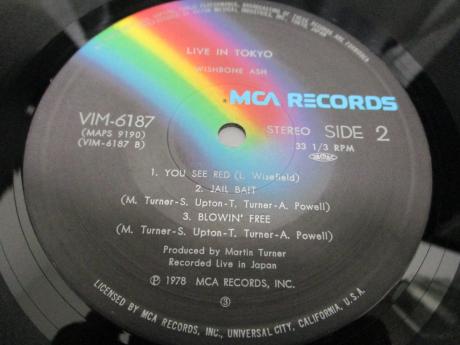 LIVE IN TOKYO
WISHBONE ASH
MCA RECORDS
VIM-6187
(MAPS 9190)
(VIM-6187 B)
STEREO SIDE 2
33 1/3 RPM
1. YOU SEE RED (L. Wisefield)
2. JAIL BAIT
(M. Turner-S. Upton-T. Turner-A. Powell)
3. BLOWIN' FREE
(M. Turner-S. Upton-T. Turner-A. Powell)
Produced by Martin Turner
Recorded Live in Japan
Ⓟ 1978 MCA RECORDS, INC.
③
LICENSED BY MCA RECORDS, INC., UNIVERSAL CITY, CALIFORNIA, U.S.A.